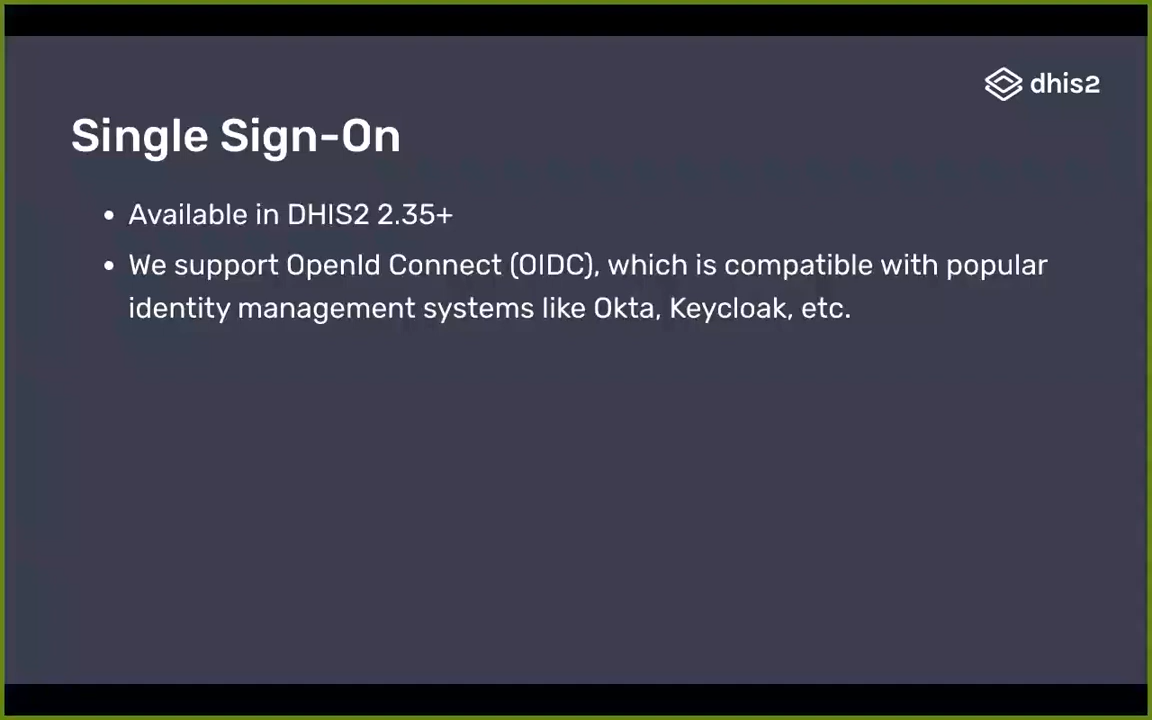 dhis2
Single Sign-On
• Available in DHIS2 2.35+
• We support OpenId Connect (OIDC), which is compatible with popular
identity management systems like Okta, Keycloak, etc.